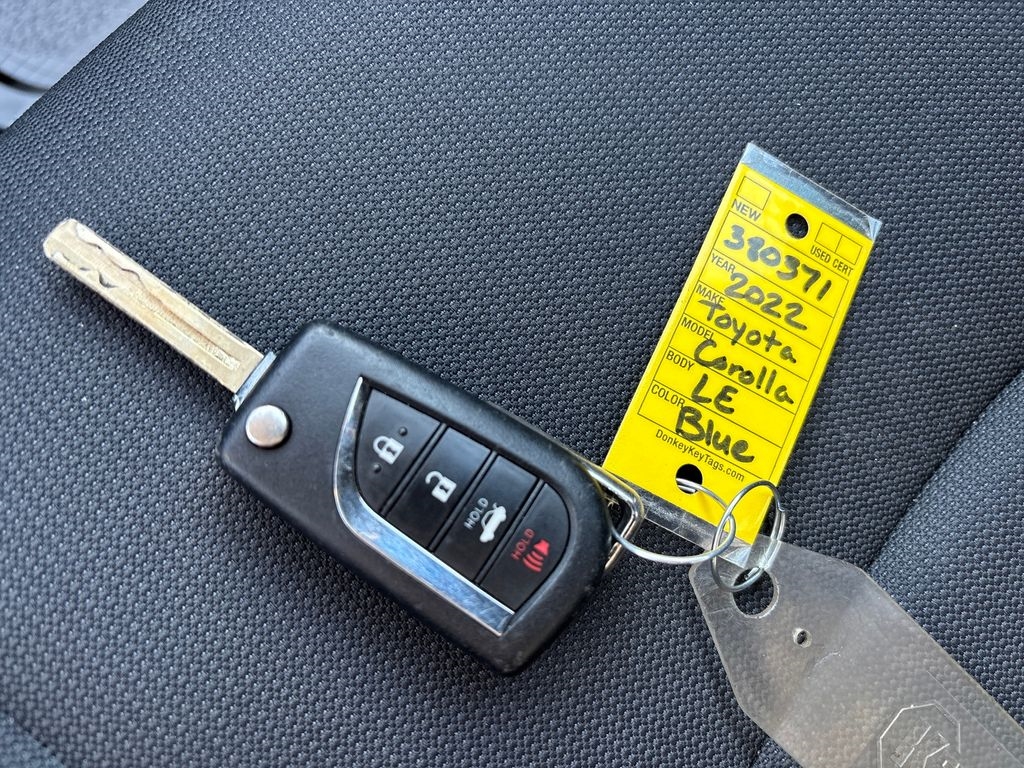 NEW
USED CERT
380371
YEAR 2022
MAKE Toyota
MODEL Corolla
BODY LE
COLOR Blue
DonkeyKeyTags.com
HOLD
HOLD